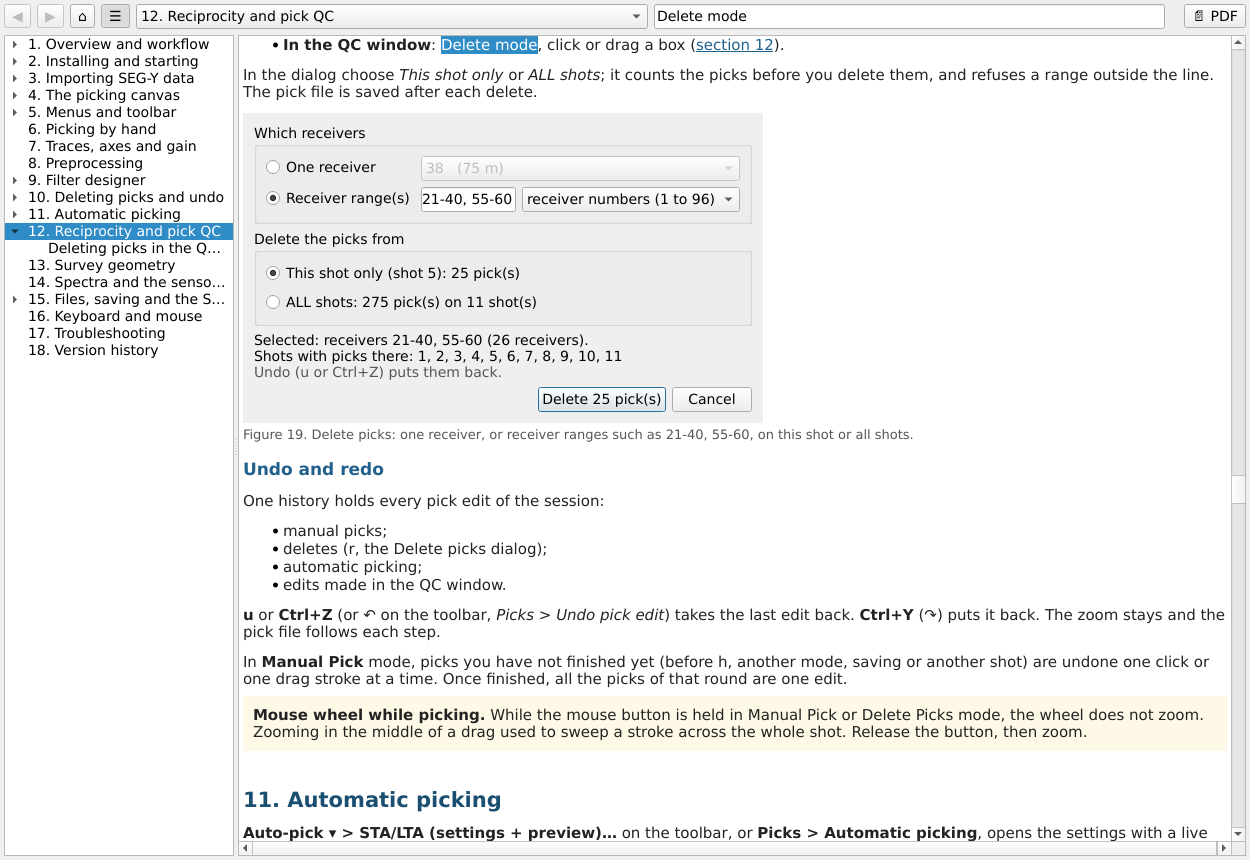 12. Reciprocity and pick QC
Delete mode
PDF
1. Overview and workflow
2. Installing and starting
3. Importing SEG-Y data
4. The picking canvas
5. Menus and toolbar
6. Picking by hand
7. Traces, axes and gain
8. Preprocessing
9. Filter designer
10. Deleting picks and undo
11. Automatic picking
12. Reciprocity and pick QC
Deleting picks in the Q...
13. Survey geometry
14. Spectra and the senso...
15. Files, saving and the S...
16. Keyboard and mouse
17. Troubleshooting
18. Version history
• In the QC window: Delete mode, click or drag a box (section 12).
In the dialog choose This shot only or ALL shots; it counts the picks before you delete them, and refuses a range outside the line.
The pick file is saved after each delete.
Which receivers
One receiver 38 (75 m)
Receiver range(s) 21-40, 55-60 receiver numbers (1 to 96)
Delete the picks from
This shot only (shot 5): 25 pick(s)
ALL shots: 275 pick(s) on 11 shot(s)
Selected: receivers 21-40, 55-60 (26 receivers).
Shots with picks there: 1, 2, 3, 4, 5, 6, 7, 8, 9, 10, 11
Undo (u or Ctrl+Z) puts them back.
Delete 25 pick(s) Cancel
Figure 19. Delete picks: one receiver, or receiver ranges such as 21-40, 55-60, on this shot or all shots.
Undo and redo
One history holds every pick edit of the session:
• manual picks;
• deletes (r, the Delete picks dialog);
• automatic picking;
• edits made in the QC window.
u or Ctrl+Z (or ↶ on the toolbar, Picks > Undo pick edit) takes the last edit back. Ctrl+Y (↷) puts it back. The zoom stays and the
pick file follows each step.
In Manual Pick mode, picks you have not finished yet (before h, another mode, saving or another shot) are undone one click or
one drag stroke at a time. Once finished, all the picks of that round are one edit.
Mouse wheel while picking. While the mouse button is held in Manual Pick or Delete Picks mode, the wheel does not zoom.
Zooming in the middle of a drag used to sweep a stroke across the whole shot. Release the button, then zoom.
11. Automatic picking
Auto-pick ▾ > STA/LTA (settings + preview)... on the toolbar, or Picks > Automatic picking, opens the settings with a live